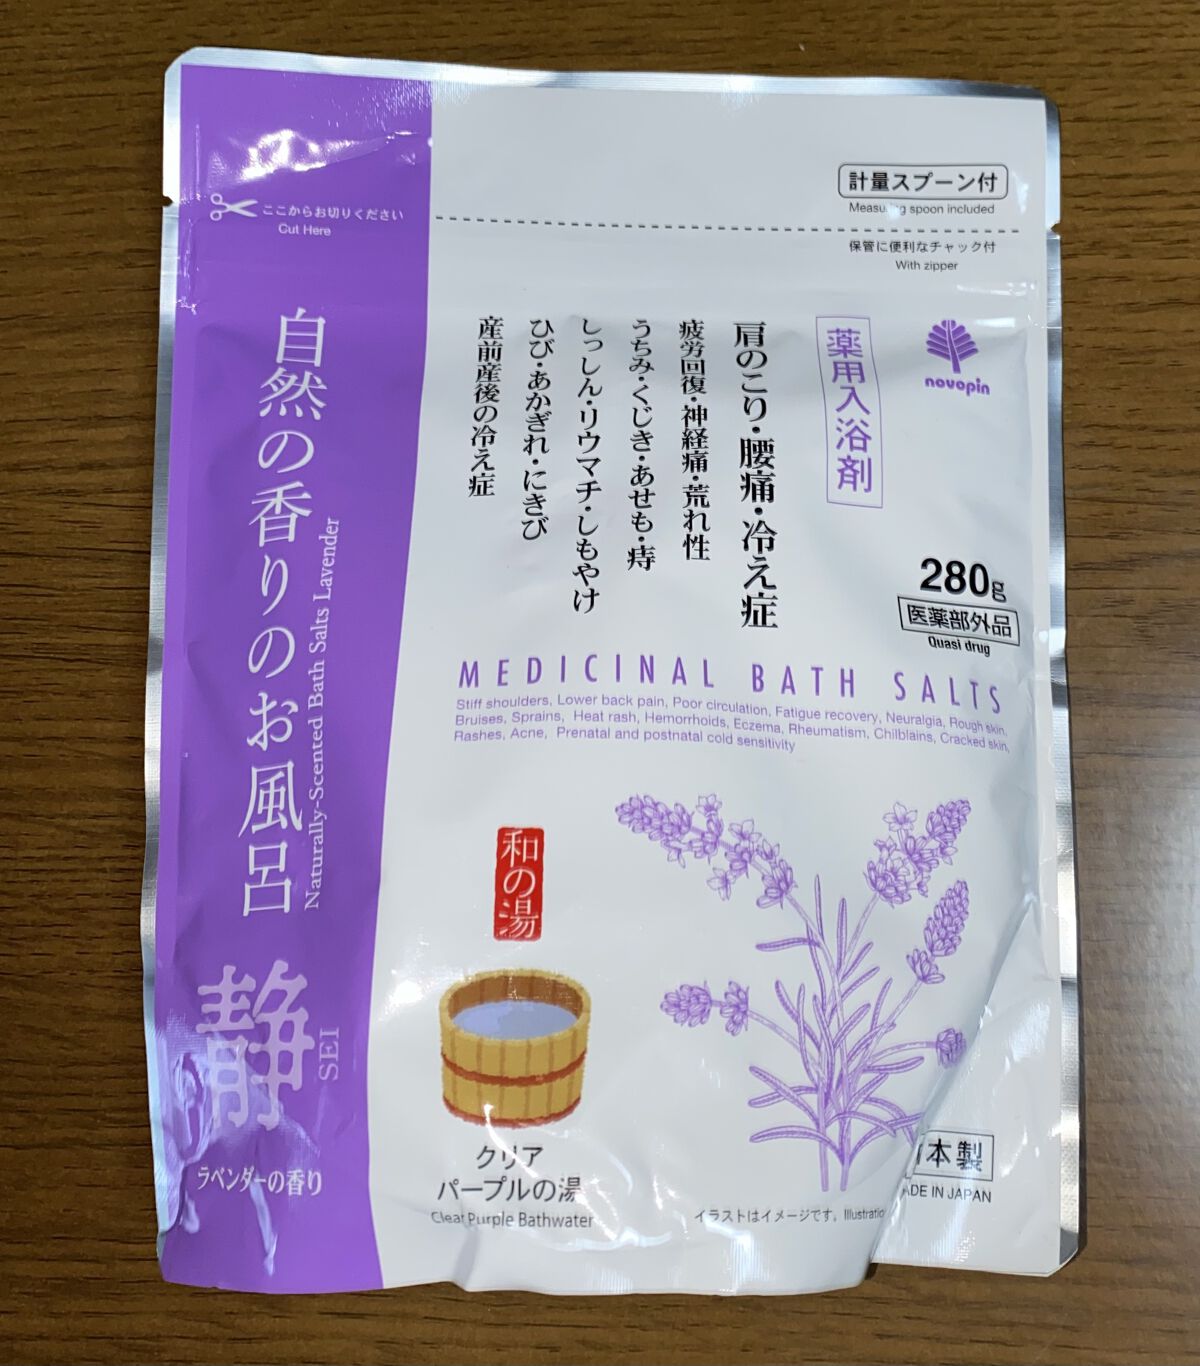 計量スプーン付
spoon included
保管に便利なチャック付
With zipper
ここからお切りください
Cut Here
novopin
薬用入浴剤
肩のこり・腰痛・冷え症
疲労回復・神経痛・荒れ性
うちみ・くじき・あせも・痔
しっしん・リウマチ・しもやけ
ひび・あかぎれ・にきび
産前産後の冷え症
280g
医薬部外品
Quasi drug
MEDICINAL BATH SALTS
Stiff shoulders, Lower back pain, Poor circulation, Fatigue recovery, Neuralgia, Rough skin,
Bruises, Sprains, Heat rash, Hemorrhoids, Eczema, Rheumatism, Chilblains, Cracked skin,
Rashes, Acne, Prenatal and postnatal cold sensitivity
自然の香りのお風呂
Naturally-Scented Bath Salts Lavender
静
SEI
ラベンダーの香り
和の湯
クリア
パープルの湯
Clear Purple Bathwater
イラストはイメージです。
本製
IN JAPAN